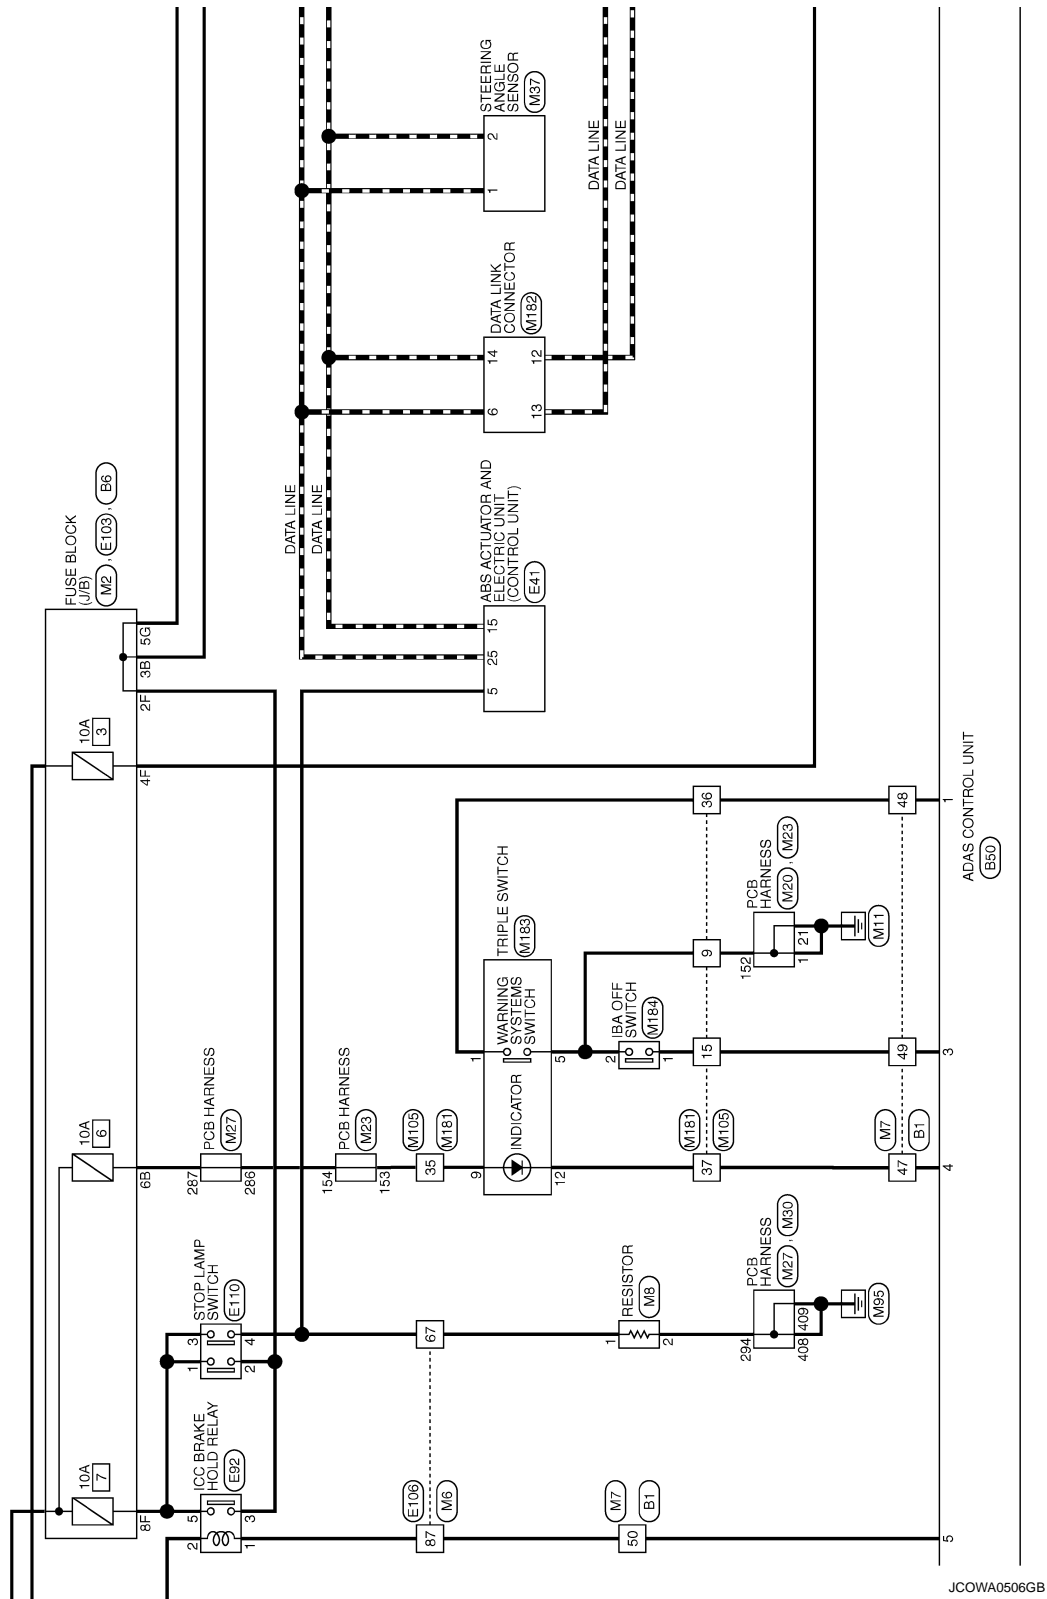 FUSE BLOCK
(J/B)
M2 , E103 , B6
10A
7
10A
6
10A
3
8F
6B
4F
2F
3B
5G
ICC BRAKE
HOLD RELAY
E92
2
5
1
3
STOP LAMP
SWITCH
E110
1
3
2
4
PCB HARNESS
M27
287
286
PCB HARNESS
M23
154
153
M105
M181
35
E106
M6
87
67
M7
B1
50
RESISTOR
M8
1
2
PCB
HARNESS
M27 , M30
294
408
409
M95
TRIPLE SWITCH
M183
INDICATOR
WARNING
SYSTEMS
SWITCH
9
1
12
5
IBA OFF
SWITCH
M184
2
1
M181
M105
37
15
9
36
PCB
HARNESS
M20 , M23
152
1
21
M11
M7
B1
47
49
48
5
4
3
1
ADAS CONTROL UNIT
B50
DATA LINE
DATA LINE
ABS ACTUATOR AND
ELECTRIC UNIT
(CONTROL UNIT)
E41
5
25
15
DATA LINK
CONNECTOR
M182
6
14
13
12
STEERING
ANGLE
SENSOR
M37
1
2
DATA LINE
DATA LINE
JCOWA0506GB